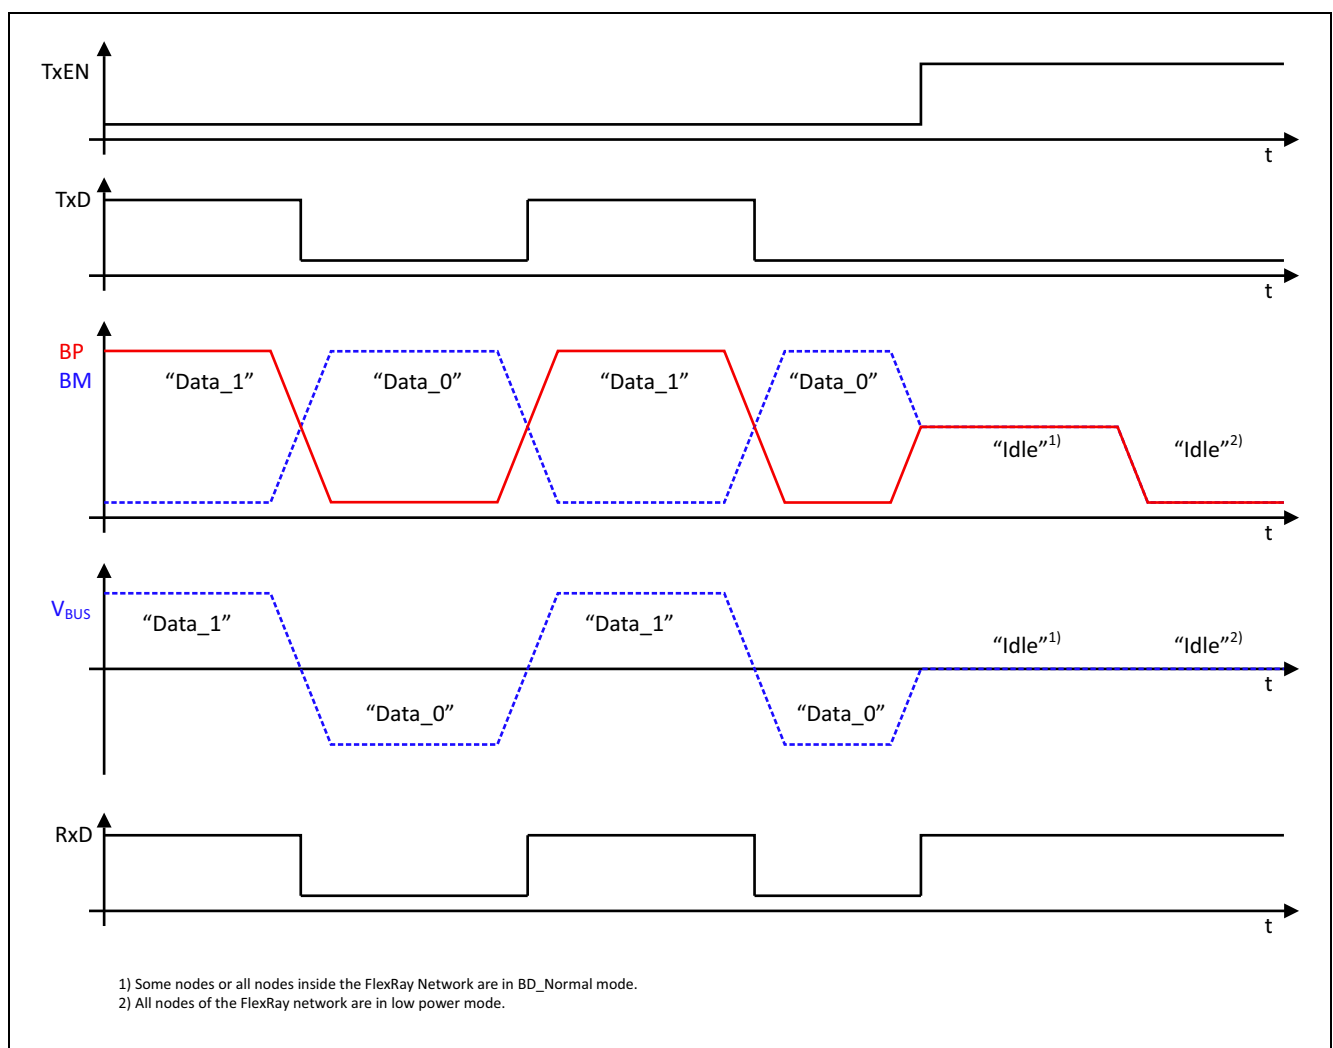 TxEN
t
TxD
t
BP
BM
“Data_1” “Data_0” “Data_1” “Data_0”
“Idle”1) “Idle”2)
t
VBUS
“Data_1” “Data_1”
“Idle”1) “Idle”2)
t
“Data_0” “Data_0”
RxD
t
1) Some nodes or all nodes inside the FlexRay Network are in BD_Normal mode.
2) All nodes of the FlexRay network are in low power mode.